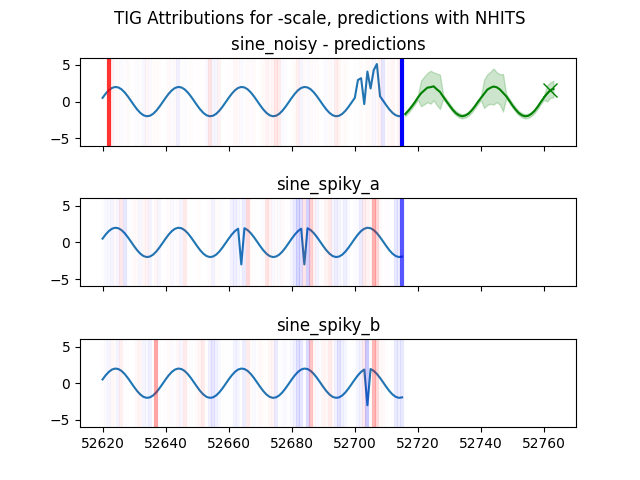 TIG Attributions for -scale, predictions with NHITS
sine_noisy - predictions
5
0
−5
sine_spiky_a
5
0
−5
sine_spiky_b
5
0
−5
52620 52640 52660 52680 52700 52720 52740 52760